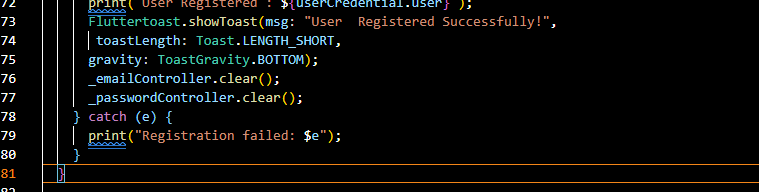 72 print( User Registered : ${userCredential.user} );
73 Fluttertoast.showToast(msg: "User  Registered Successfully!",
74 toastLength: Toast.LENGTH_SHORT,
75 gravity: ToastGravity.BOTTOM);
76 _emailController.clear();
77 _passwordController.clear();
78 } catch (e) {
79 print("Registration failed: $e");
80 }
81 }
82